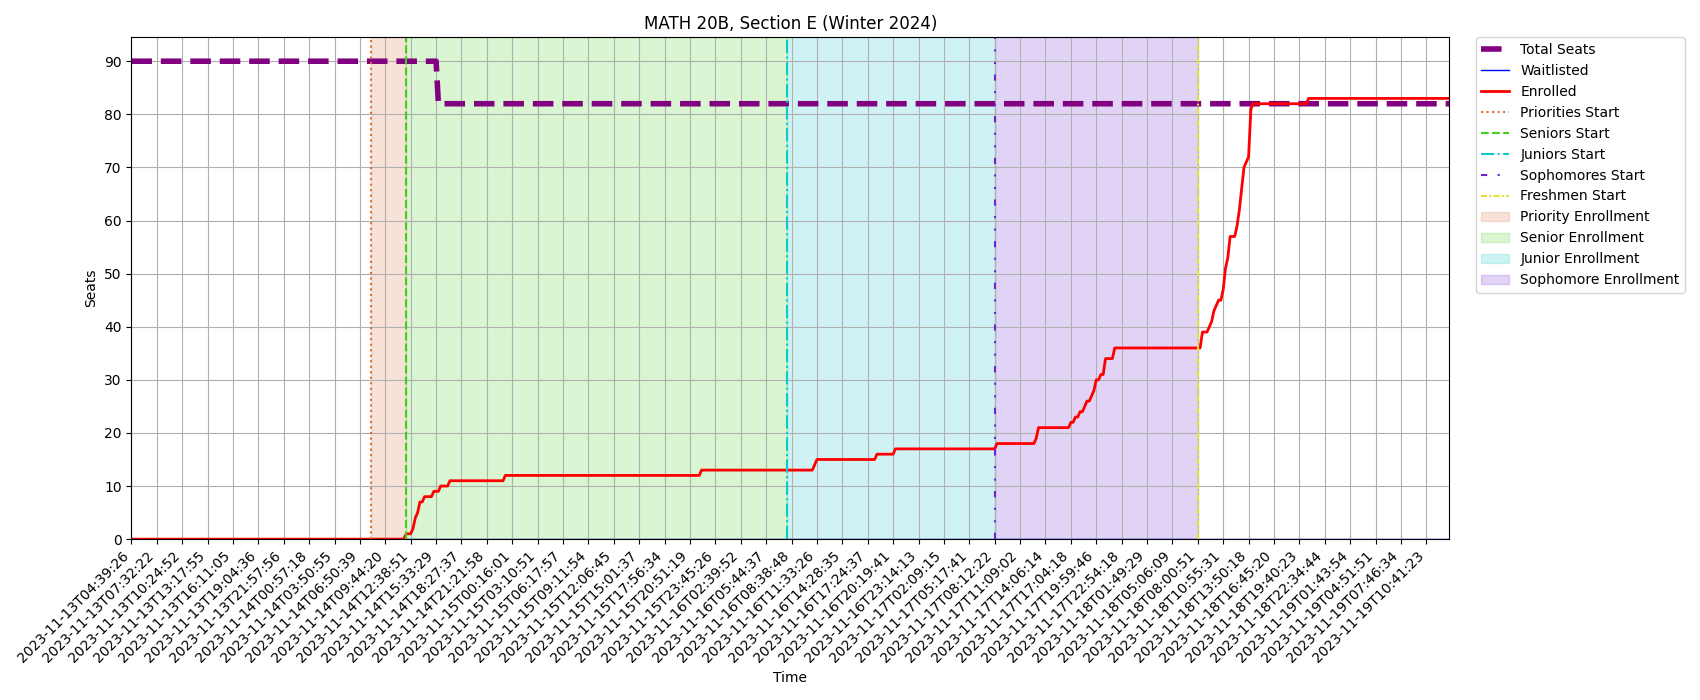 MATH 20B, Section E (Winter 2024)
Seats
90
80
70
60
50
40
30
20
10
0
2023-11-13T04:39:26
2023-11-13T07:32:22
2023-11-13T10:24:52
2023-11-13T13:17:55
2023-11-13T16:11:05
2023-11-13T19:04:36
2023-11-13T21:57:56
2023-11-14T00:57:18
2023-11-14T03:50:55
2023-11-14T06:50:39
2023-11-14T09:44:20
2023-11-14T12:38:51
2023-11-14T15:33:29
2023-11-14T18:27:37
2023-11-14T21:21:58
2023-11-15T00:16:01
2023-11-15T03:10:51
2023-11-15T06:17:57
2023-11-15T09:11:54
2023-11-15T12:06:45
2023-11-15T15:01:37
2023-11-15T17:56:34
2023-11-15T20:51:19
2023-11-15T23:45:26
2023-11-16T02:39:52
2023-11-16T05:44:37
2023-11-16T08:38:48
2023-11-16T11:33:26
2023-11-16T14:28:35
2023-11-16T17:24:37
2023-11-16T20:19:41
2023-11-16T23:14:13
2023-11-17T02:09:15
2023-11-17T05:17:41
2023-11-17T08:12:22
2023-11-17T11:09:02
2023-11-17T14:06:14
2023-11-17T17:04:18
2023-11-17T19:59:46
2023-11-17T22:54:18
2023-11-18T01:49:29
2023-11-18T05:06:09
2023-11-18T08:00:51
2023-11-18T10:55:31
2023-11-18T13:50:18
2023-11-18T16:45:20
2023-11-18T19:40:23
2023-11-18T22:34:44
2023-11-19T01:43:54
2023-11-19T04:51:51
2023-11-19T07:46:34
2023-11-19T10:41:23
Time
Total Seats
Waitlisted
Enrolled
Priorities Start
Seniors Start
Juniors Start
Sophomores Start
Freshmen Start
Priority Enrollment
Senior Enrollment
Junior Enrollment
Sophomore Enrollment